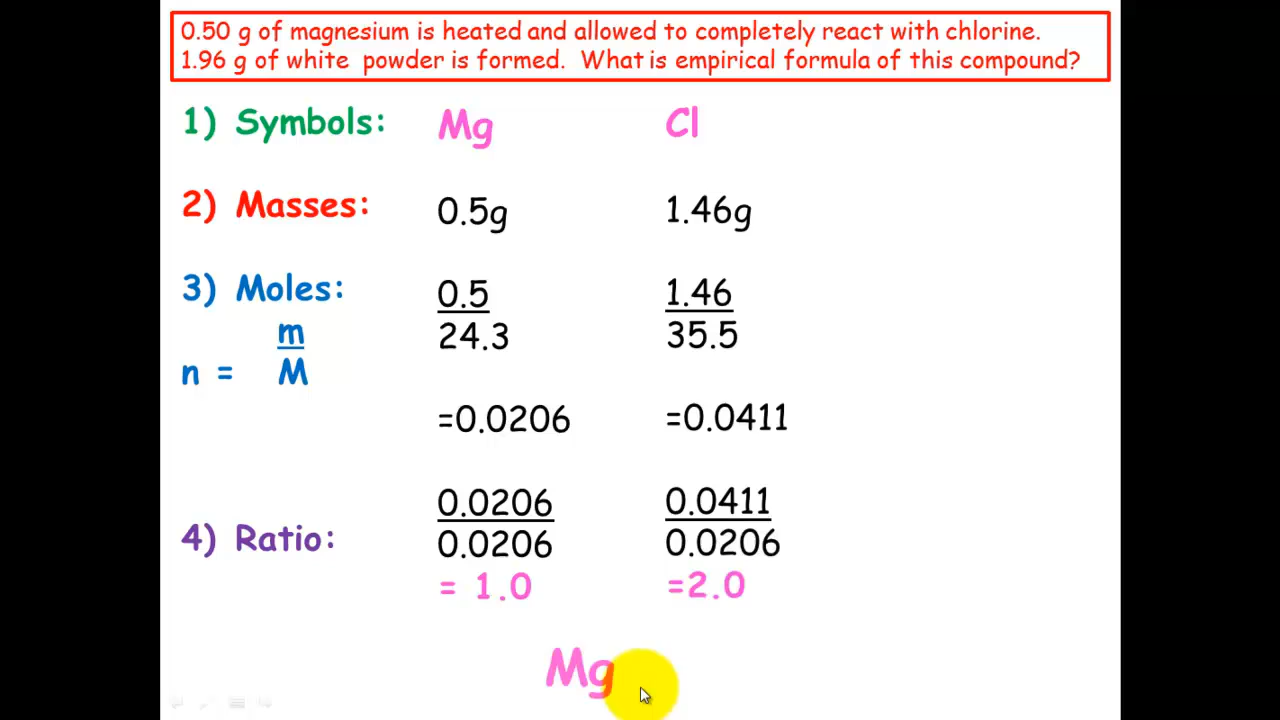 0.50 g of magnesium is heated and allowed to completely react with chlorine.
1.96 g of white powder is formed. What is empirical formula of this compound?
1) Symbols: Mg Cl
2) Masses: 0.5g 1.46g
3) Moles: 0.5 1.46
m 24.3 35.5
n = M
=0.0206 =0.0411
0.0206 0.0411
4) Ratio: 0.0206 0.0206
= 1.0 =2.0
Mg